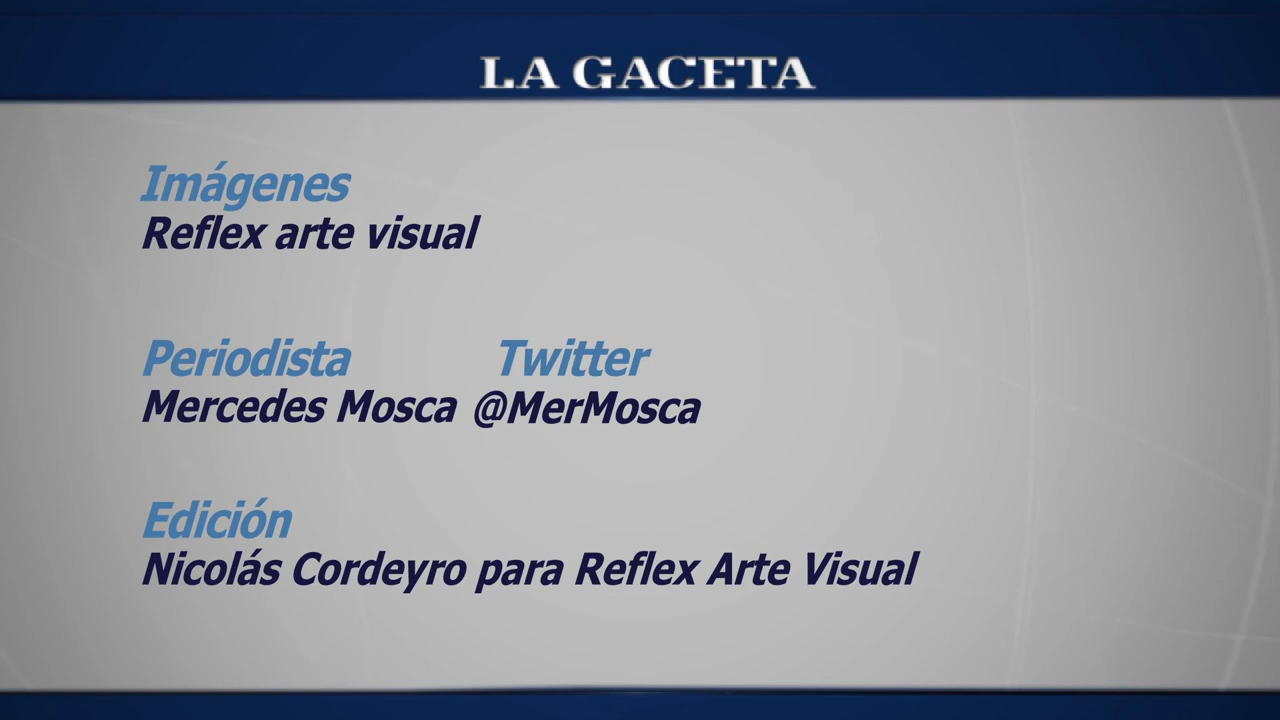 LA GACETA
Imágenes
Reflex arte visual
Periodista Twitter
Mercedes Mosca @MerMosca
Edición
Nicolás Cordeyro para Reflex Arte Visual